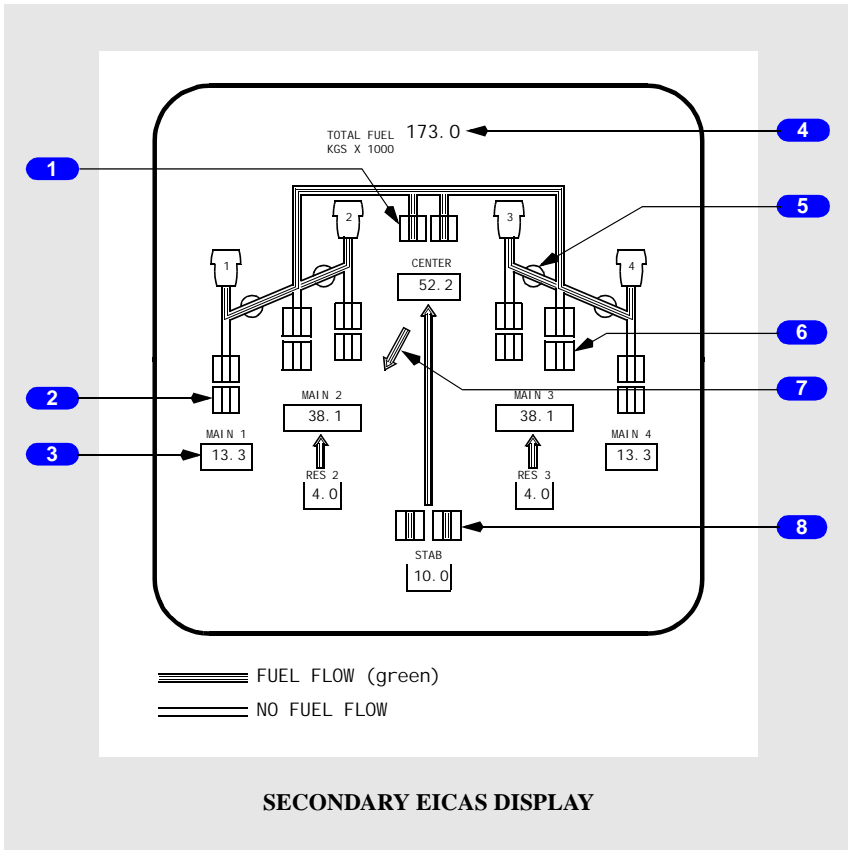 4
TOTAL FUEL 173.0
KGS X 1000
1
2
3
5
1
4
CENTER
52.2
6
7
MAIN 2
38.1
MAIN 3
38.1
2
3
MAIN 1
13.3
MAIN 4
13.3
RES 2
4.0
RES 3
4.0
8
STAB
10.0
FUEL FLOW (green)
NO FUEL FLOW
SECONDARY EICAS DISPLAY